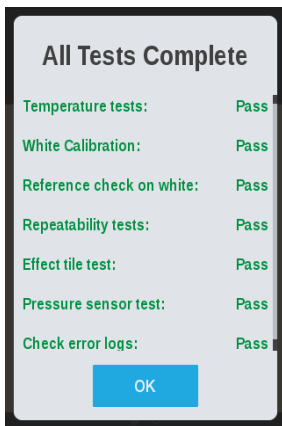 All Tests Complete
Temperature tests: Pass
White Calibration: Pass
Reference check on white: Pass
Repeatability tests: Pass
Effect tile test: Pass
Pressure sensor test: Pass
Check error logs: Pass
OK